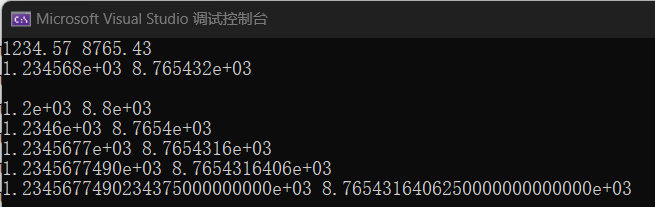 C:\ Microsoft Visual Studio 调试控制台
1234.57 8765.43
1.234568e+03 8.765432e+03
1.2e+03 8.8e+03
1.2346e+03 8.7654e+03
1.2345677e+03 8.7654316e+03
1.2345677490e+03 8.7654316406e+03
1.2345677490234375000000000e+03 8.7654316406250000000000000e+03